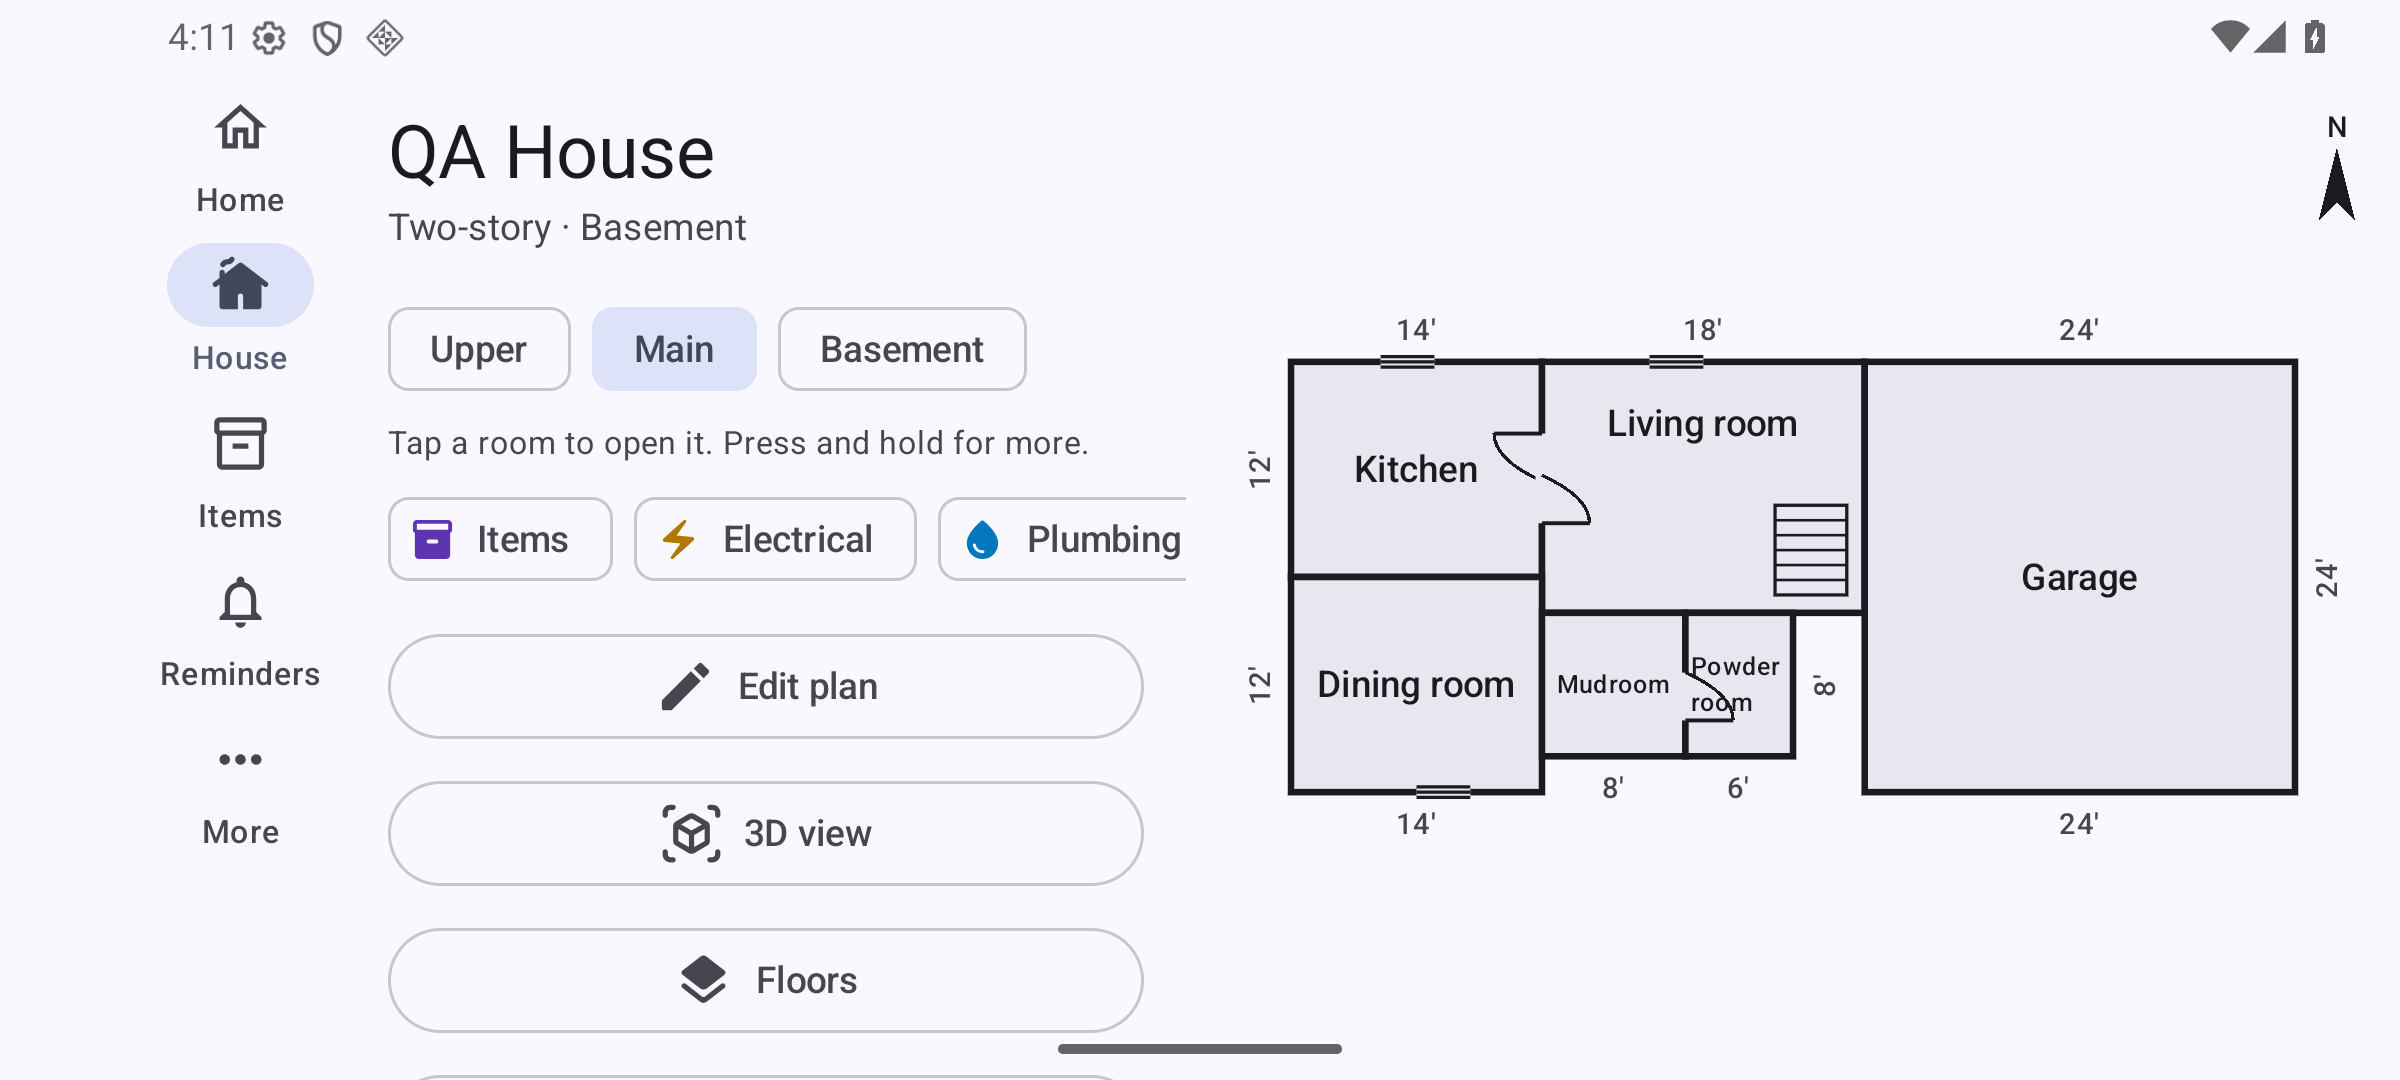 4:11
Home
House
Items
Reminders
More
QA House
Two-story · Basement
Upper
Main
Basement
Tap a room to open it. Press and hold for more.
Items
Electrical
Plumbing
Edit plan
3D view
Floors
N
14'
18'
24'
12'
Kitchen
Living room
Garage
24'
12'
Dining room
Mudroom
Powder
room
8'
8'
6'
14'
24'